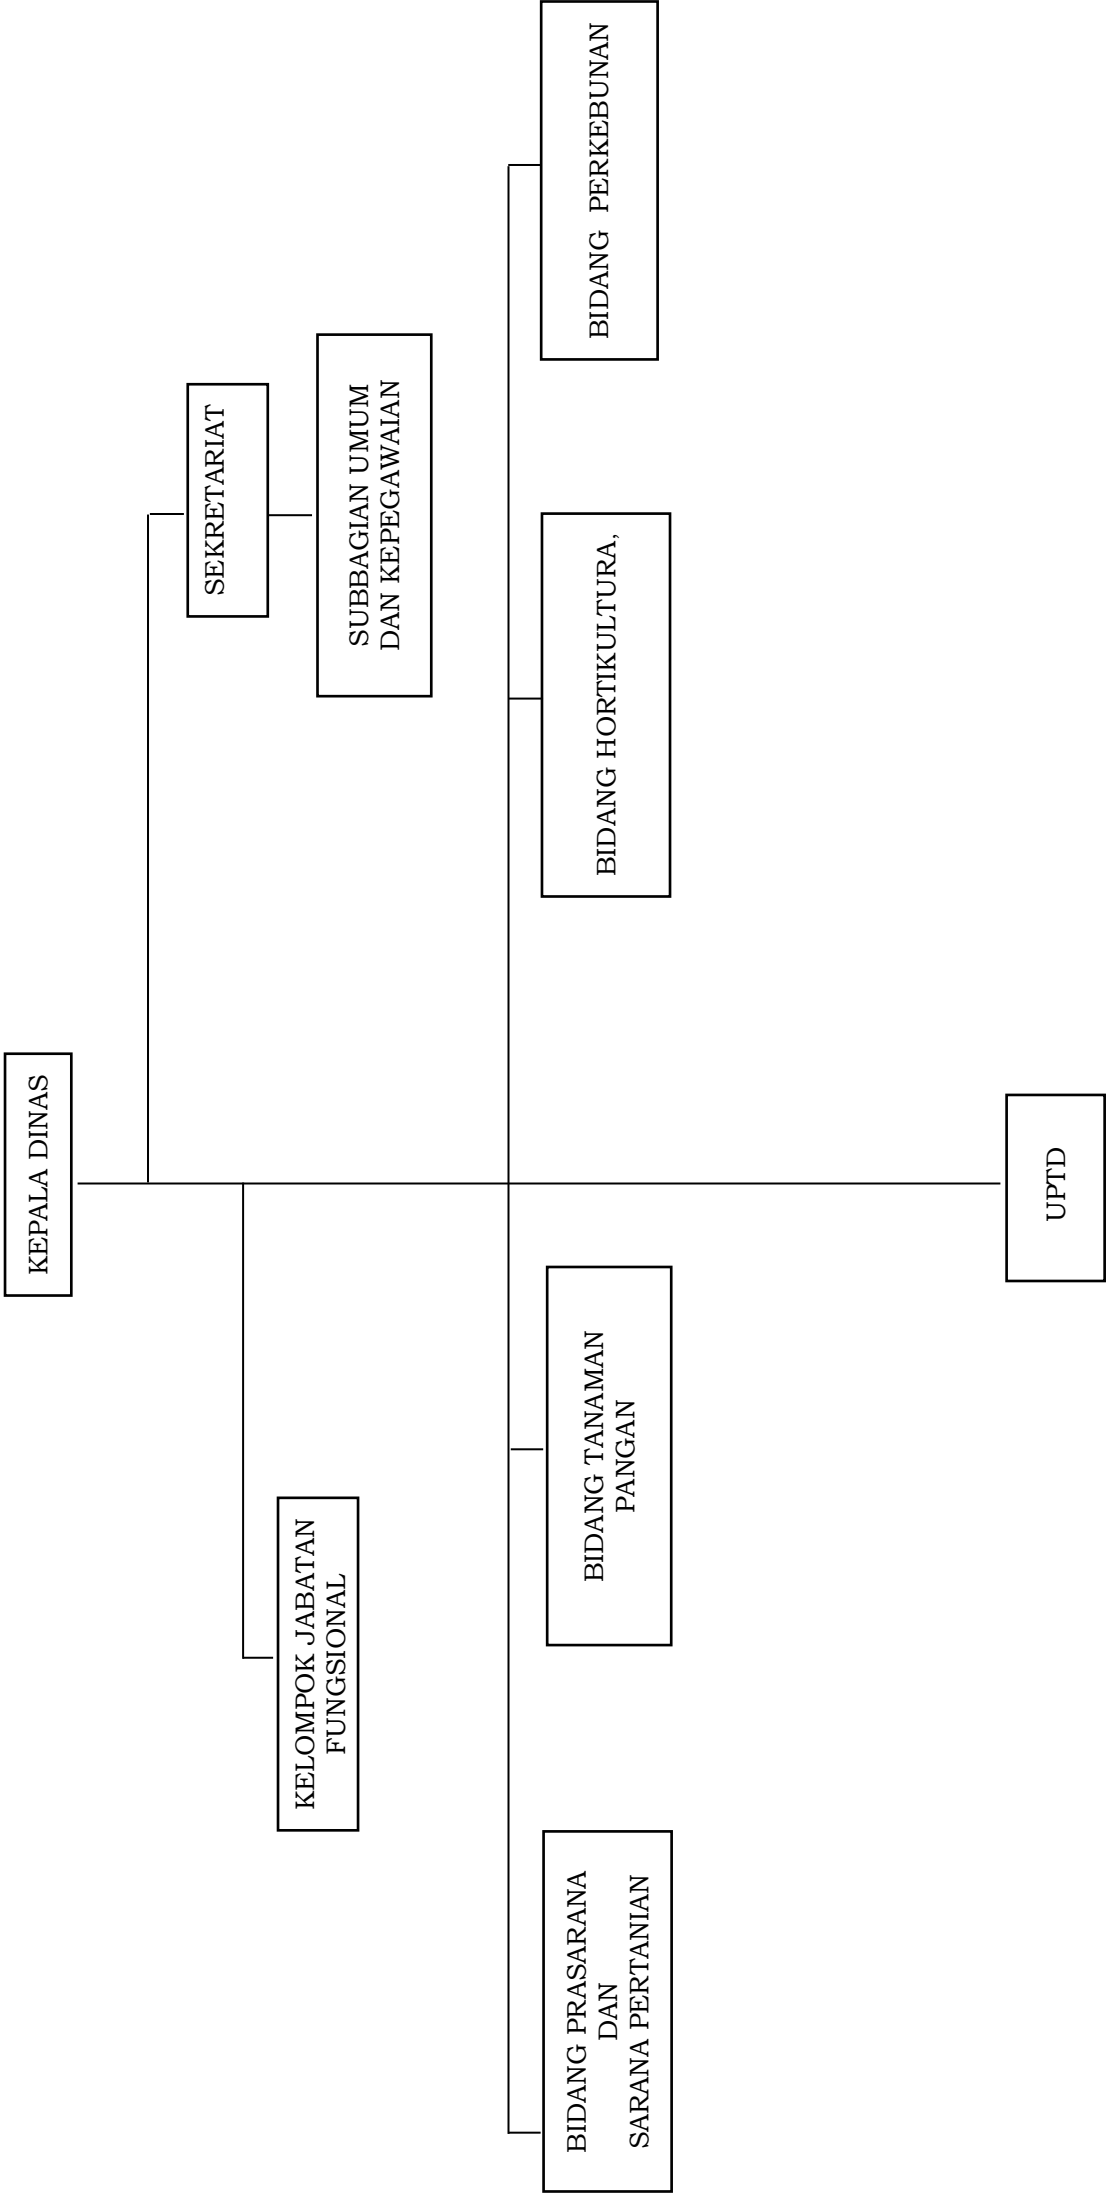 KEPALA DINAS
SEKRETARIAT
SUBBAGIAN UMUM
DAN KEPEGAWAIAN
KELOMPOK JABATAN
FUNGSIONAL
BIDANG PRASARANA
DAN
SARANA PERTANIAN
BIDANG TANAMAN
PANGAN
BIDANG HORTIKULTURA,
BIDANG PERKEBUNAN
UPTD